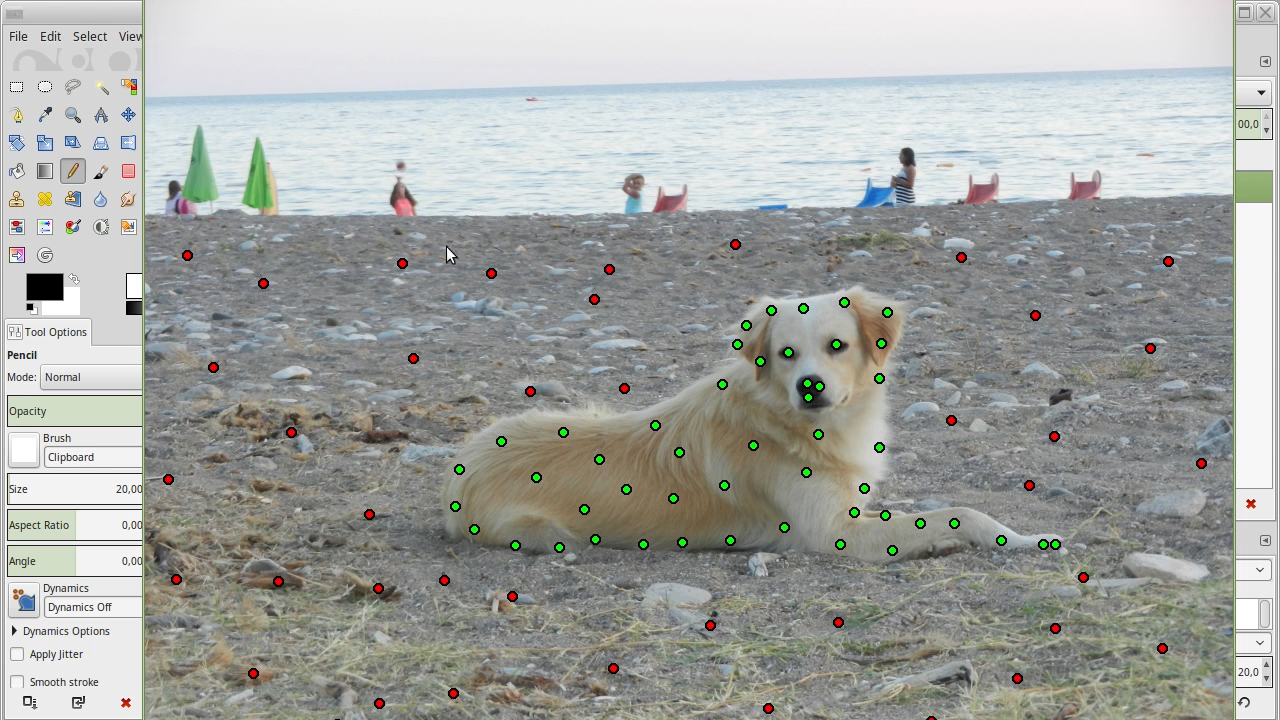 File Edit Select View
Tool Options
Pencil
Mode: Normal
Opacity
Brush
Clipboard
Size 20,00
Aspect Ratio 0,00
Angle 0,00
Dynamics
Dynamics Off
Dynamics Options
Apply Jitter
Smooth stroke
00,0
20,0